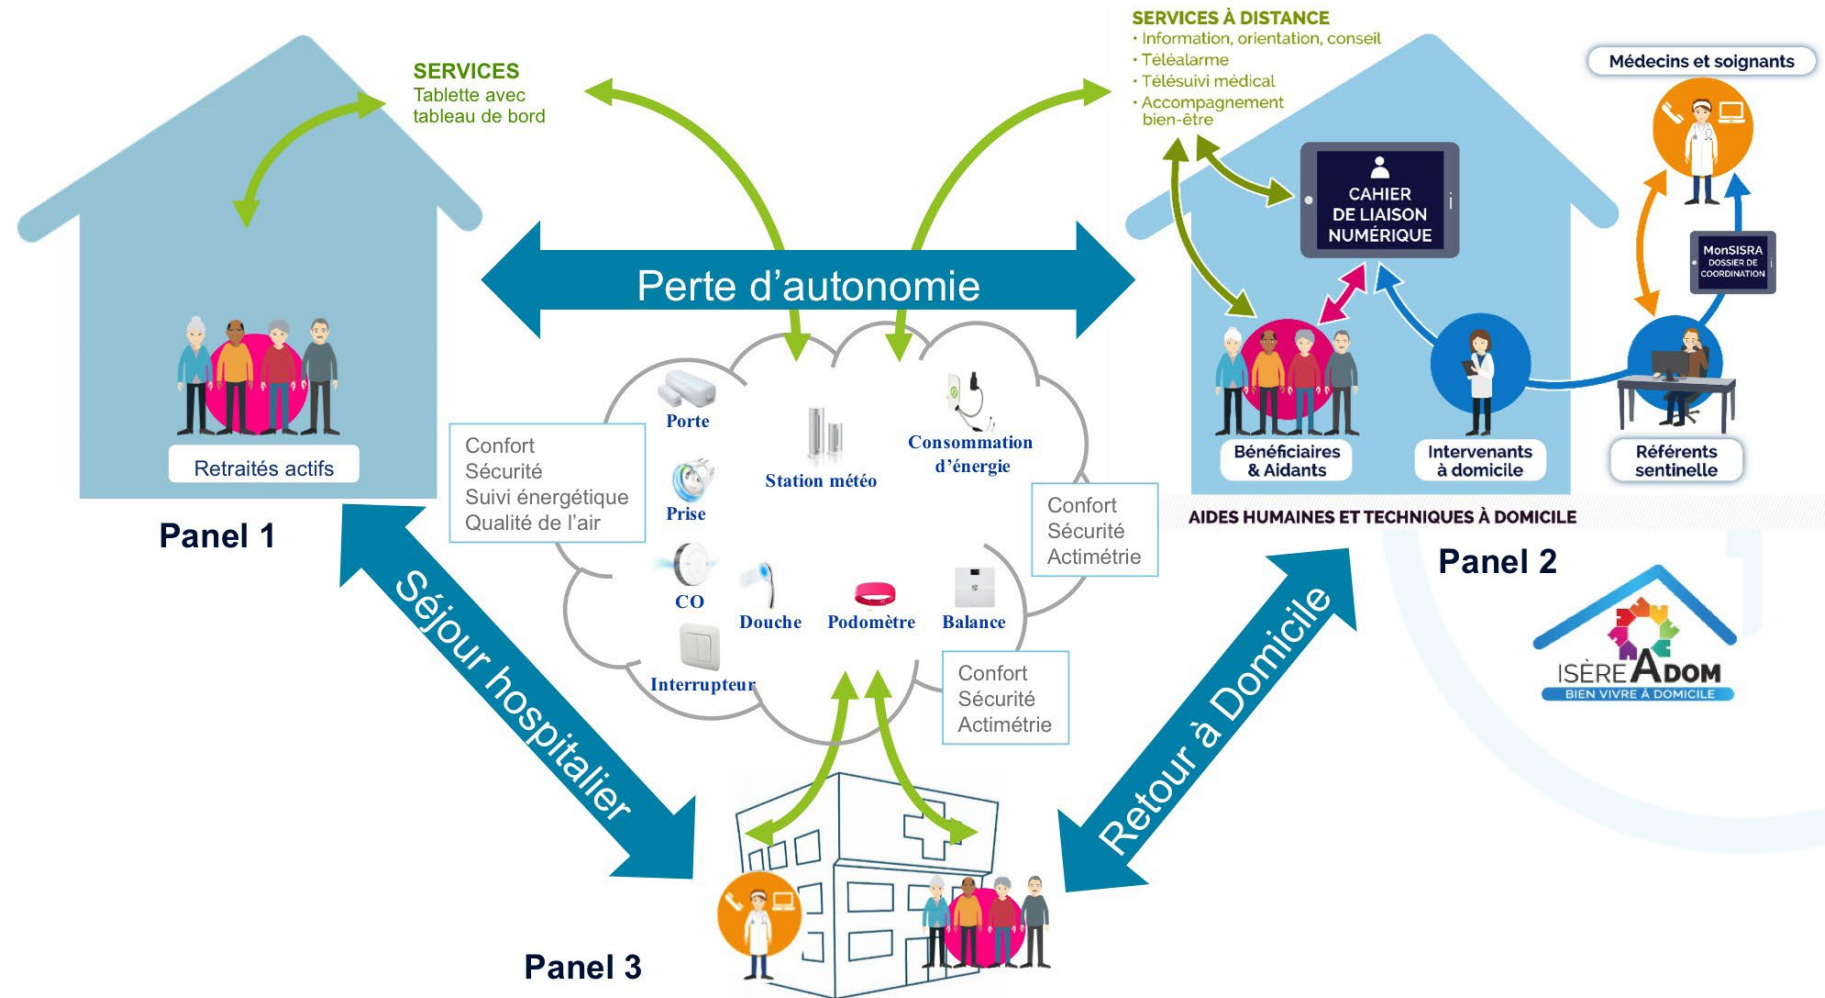 SERVICES
Tablette avec
tableau de bord
Retraités actifs
Panel 1
SERVICES À DISTANCE
• Information, orientation, conseil
• Téléalarme
• Télésuivi médical
• Accompagnement
bien-être
CAHIER
DE LIAISON
NUMÉRIQUE
Médecins et soignants
MonSISRA
DOSSIER DE
COORDINATION
Bénéficiaires
& Aidants
Intervenants
à domicile
Référents
sentinelle
AIDES HUMAINES ET TECHNIQUES À DOMICILE
Panel 2
ISÈREADOM
BIEN VIVRE À DOMICILE
Perte d'autonomie
Confort
Sécurité
Suivi énergétique
Qualité de l'air
Porte
Station météo
Consommation
d'énergie
Prise
CO
Douche
Podomètre
Balance
Interrupteur
Confort
Sécurité
Actimétrie
Confort
Sécurité
Actimétrie
Séjour hospitalier
Retour à Domicile
Panel 3